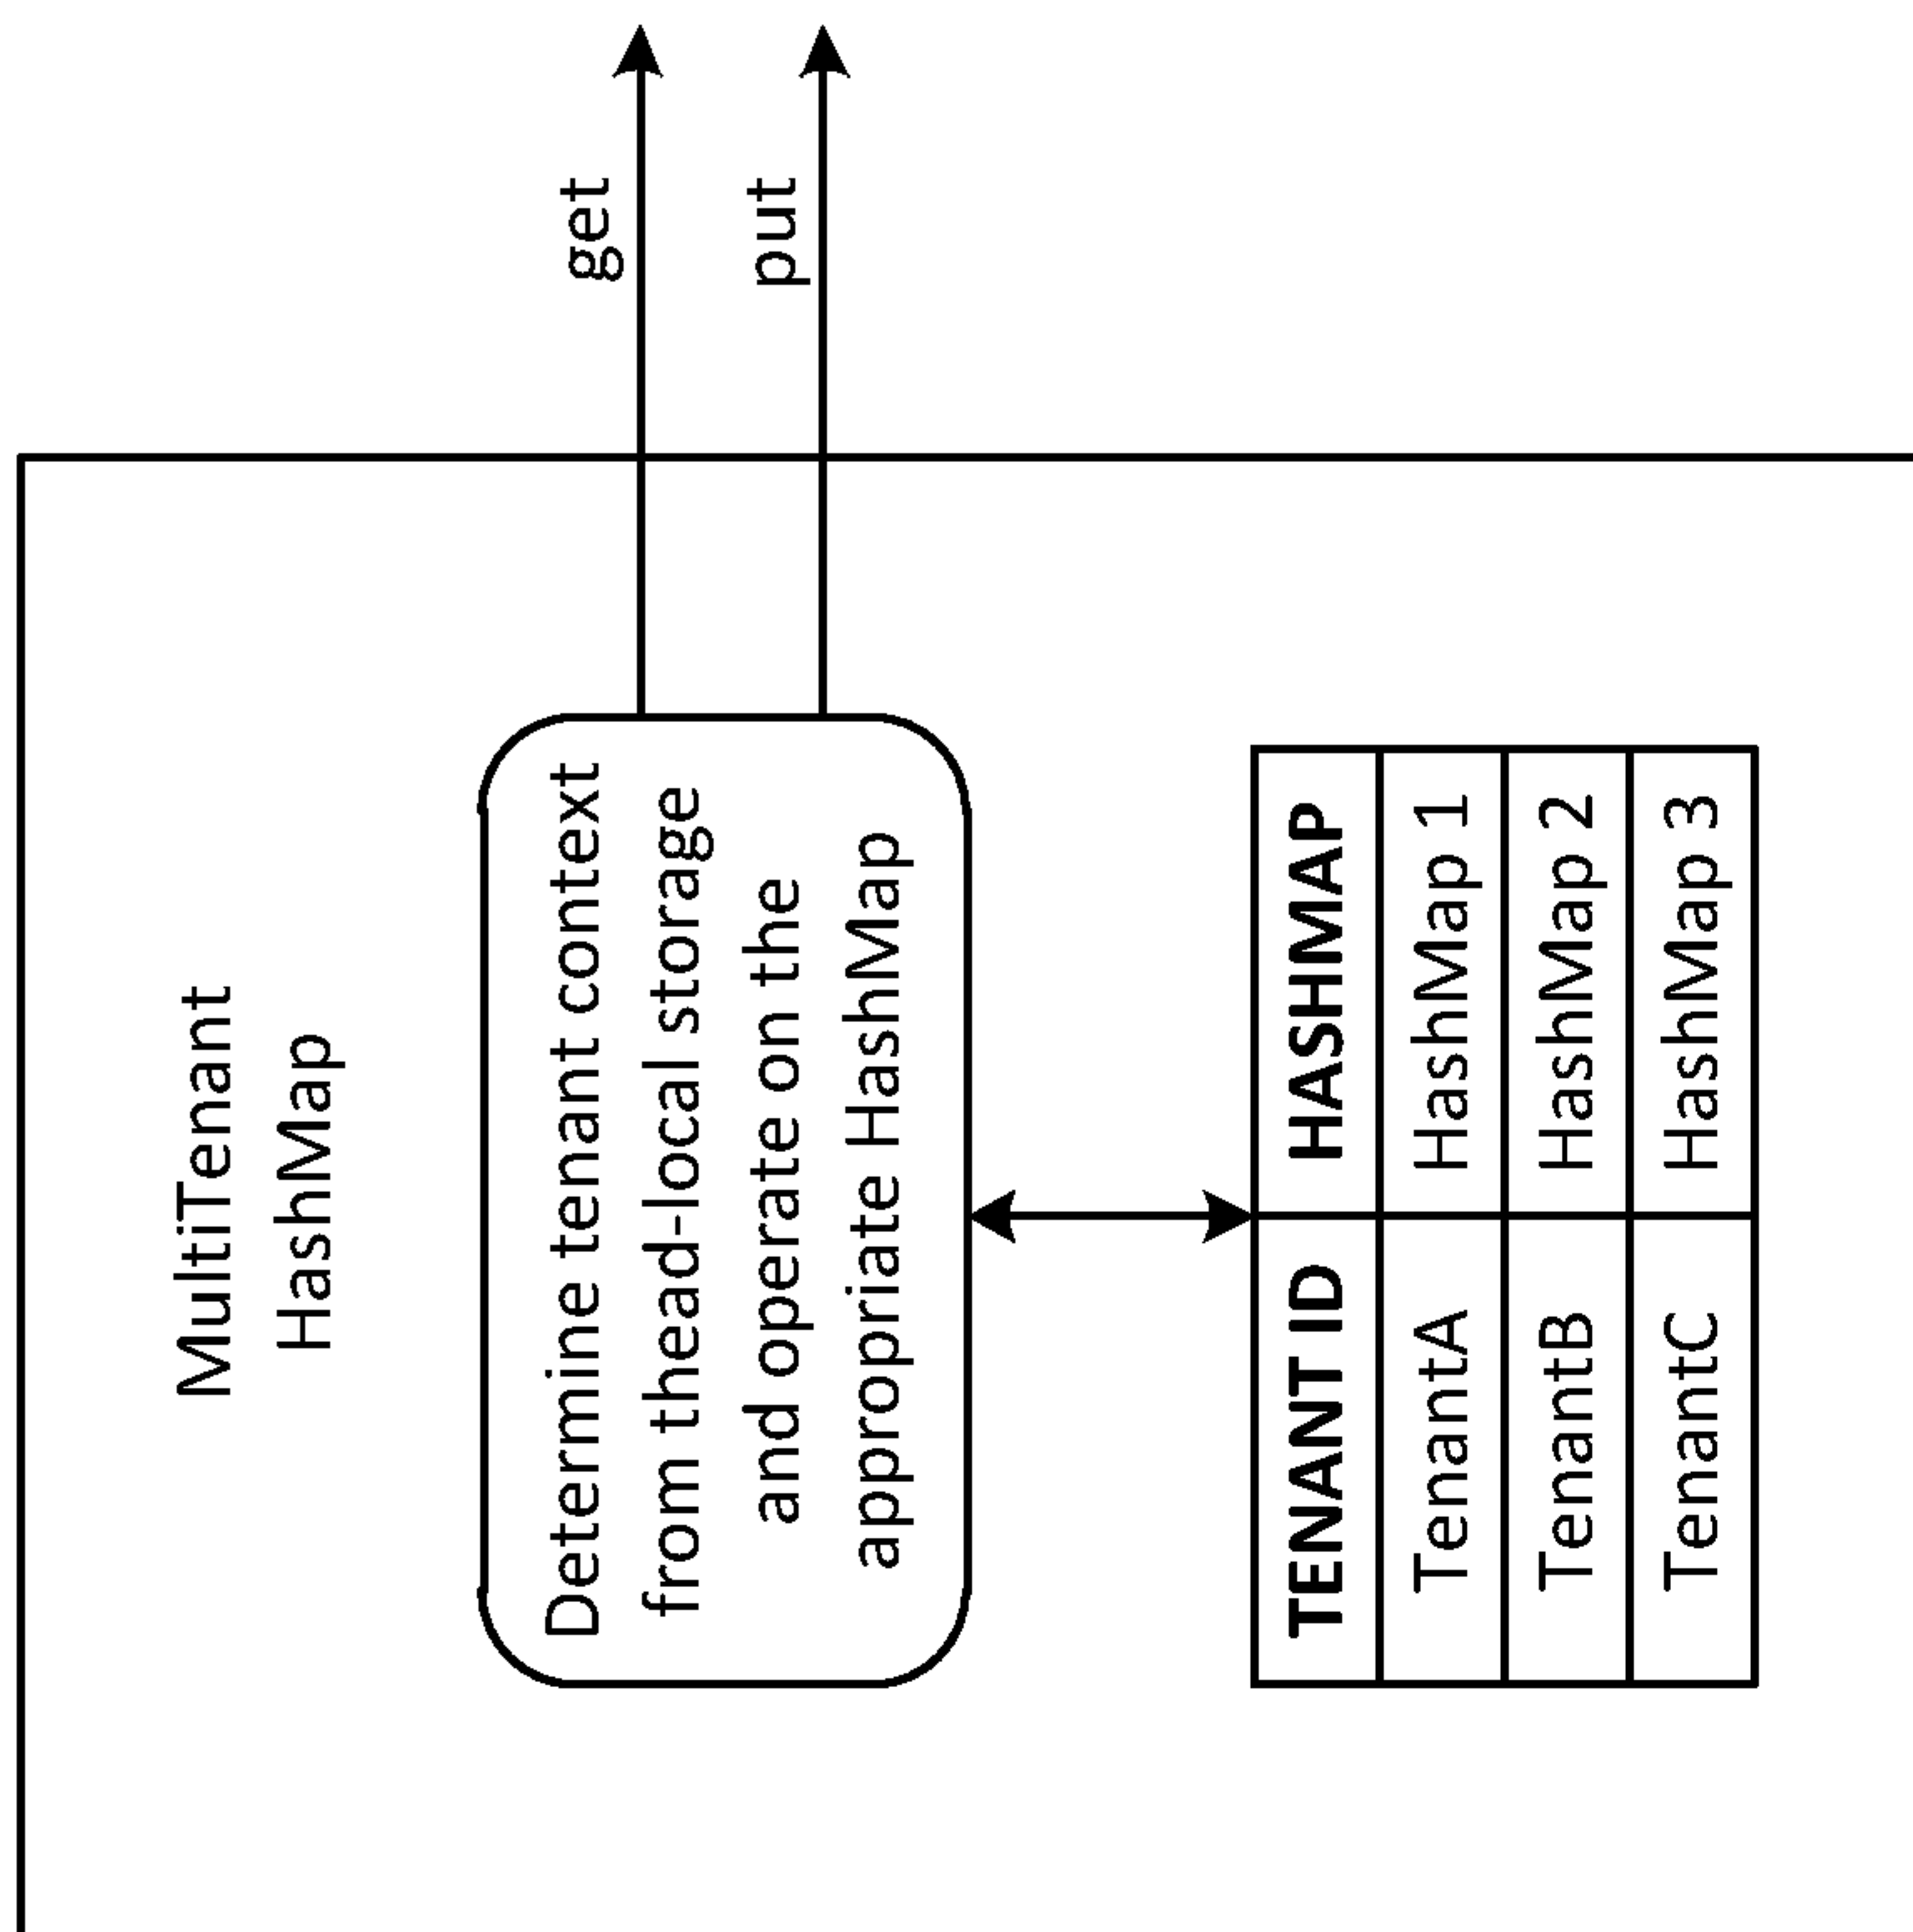 MultiTenant
HashMap
get
put
Determine tenant context
from thead-local storage
and operate on the
appropriate HashMap
TENANT ID HASHMAP
TenantA HashMap 1
TenantB HashMap 2
TenantC HashMap 3